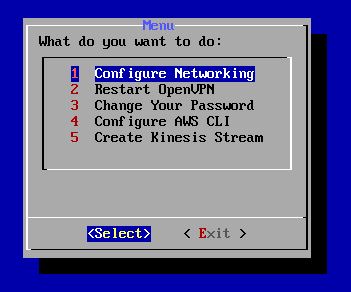 Menu
What do you want to do:
1 Configure Networking
2 Restart OpenVPN
3 Change Your Password
4 Configure AWS CLI
5 Create Kinesis Stream
<Select> < Exit >